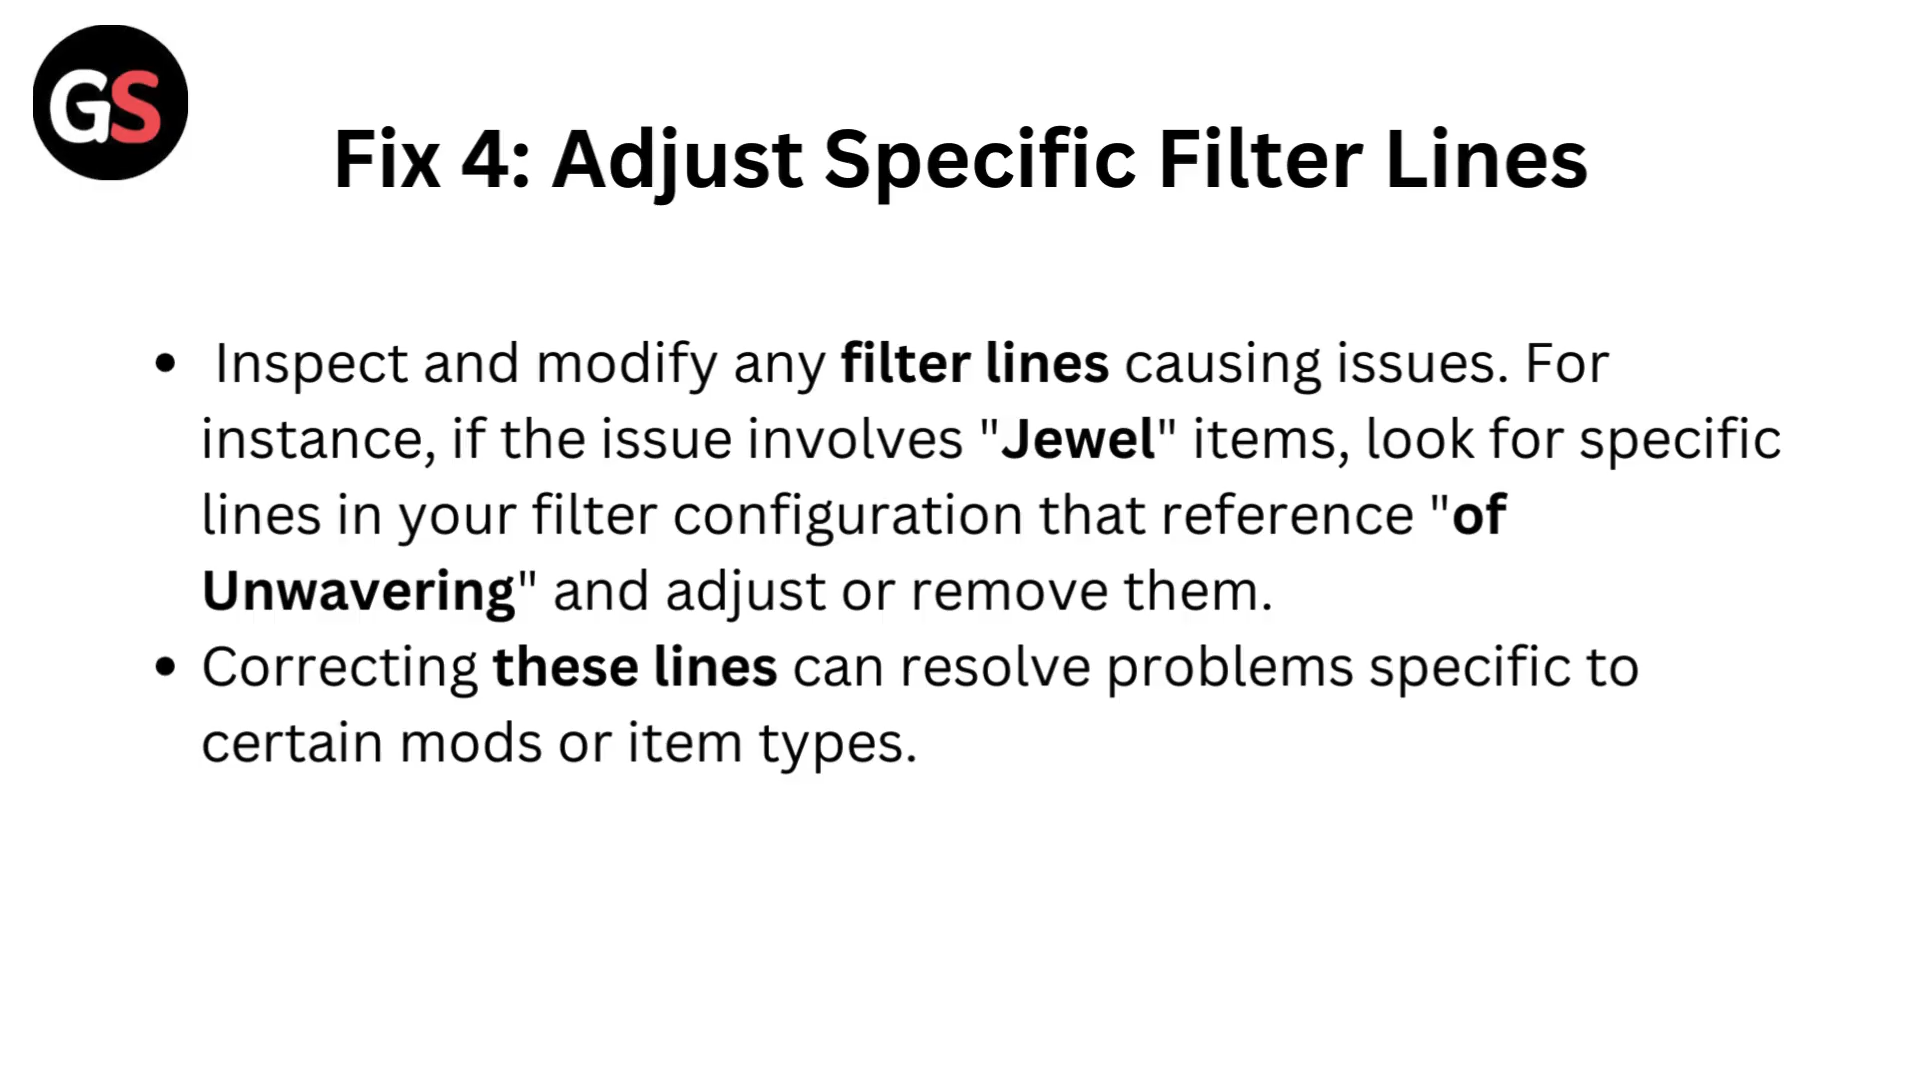 GS
Fix 4: Adjust Specific Filter Lines
• Inspect and modify any filter lines causing issues. For
instance, if the issue involves "Jewel" items, look for specific
lines in your filter configuration that reference "of
Unwavering" and adjust or remove them.
• Correcting these lines can resolve problems specific to
certain mods or item types.